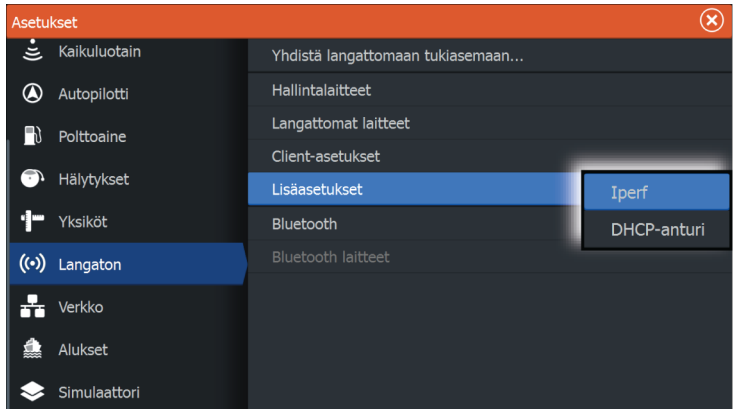 Asetukset
Kaikuluotain
Autopilotti
Polttoaine
Hälytykset
Yksiköt
Langaton
Verkko
Alukset
Simulaattori
Yhdistä langattomaan tukiasemaan...
Hallintalaitteet
Langattomat laitteet
Client-asetukset
Lisäasetukset
Bluetooth
Bluetooth laitteet
Iperf
DHCP-anturi